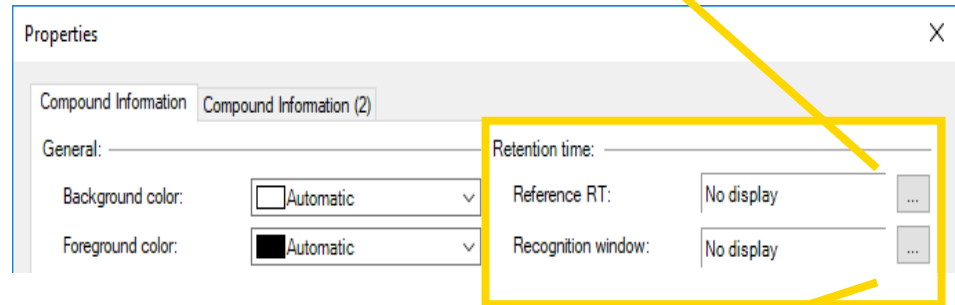 Properties
Compound Information Compound Information (2)
General: Retention time:
Background color: Automatic Reference RT: No display ...
Foreground color: Automatic Recognition window: No display ...